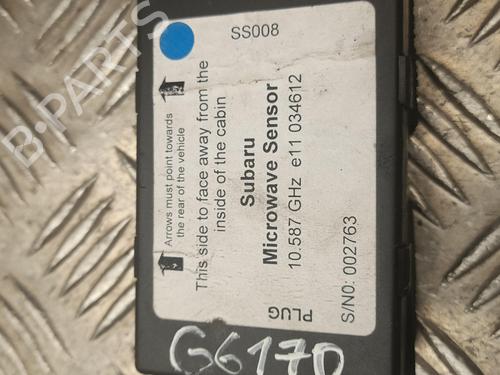 SS008
Arrows must point towards
the rear of the vehicle
This side to face away from the
inside of the cabin
Subaru
Microwave Sensor
10.587 GHz e11 034612
PLUG
S/N0: 002763
G6170
B-PARTS